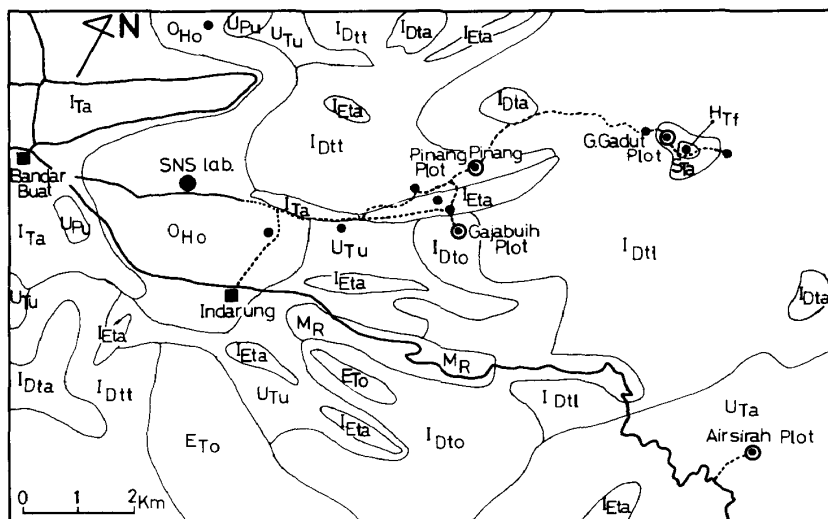 N
OHo
UPu
UTu
IDtt
IDta
IEta
ITa
IEta
IDtt
IDta
HTf
G.Gadut
Plot
Bandar
Buat
SNS lab.
Pinang Pinang
Plot
IEta
ITa
ITa
UPu
OHo
UTu
IDto
Gajabuih
Plot
IDtl
IEta
IDta
UTu
Indarung
IEta
MR
MR
IEta
ETo
IDta
IDtt
UTu
IDtl
UTa
Airsirah Plot
IEta
IDto
ETo
IEta
0 1 2 Km